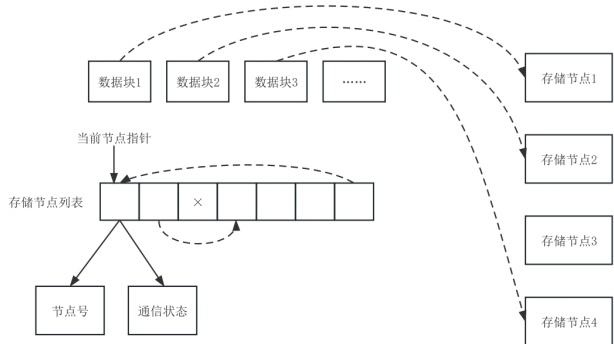 数据块1
数据块2
数据块3
……
存储节点1
当前节点指针
存储节点2
存储节点列表
×
存储节点3
节点号
通信状态
存储节点4